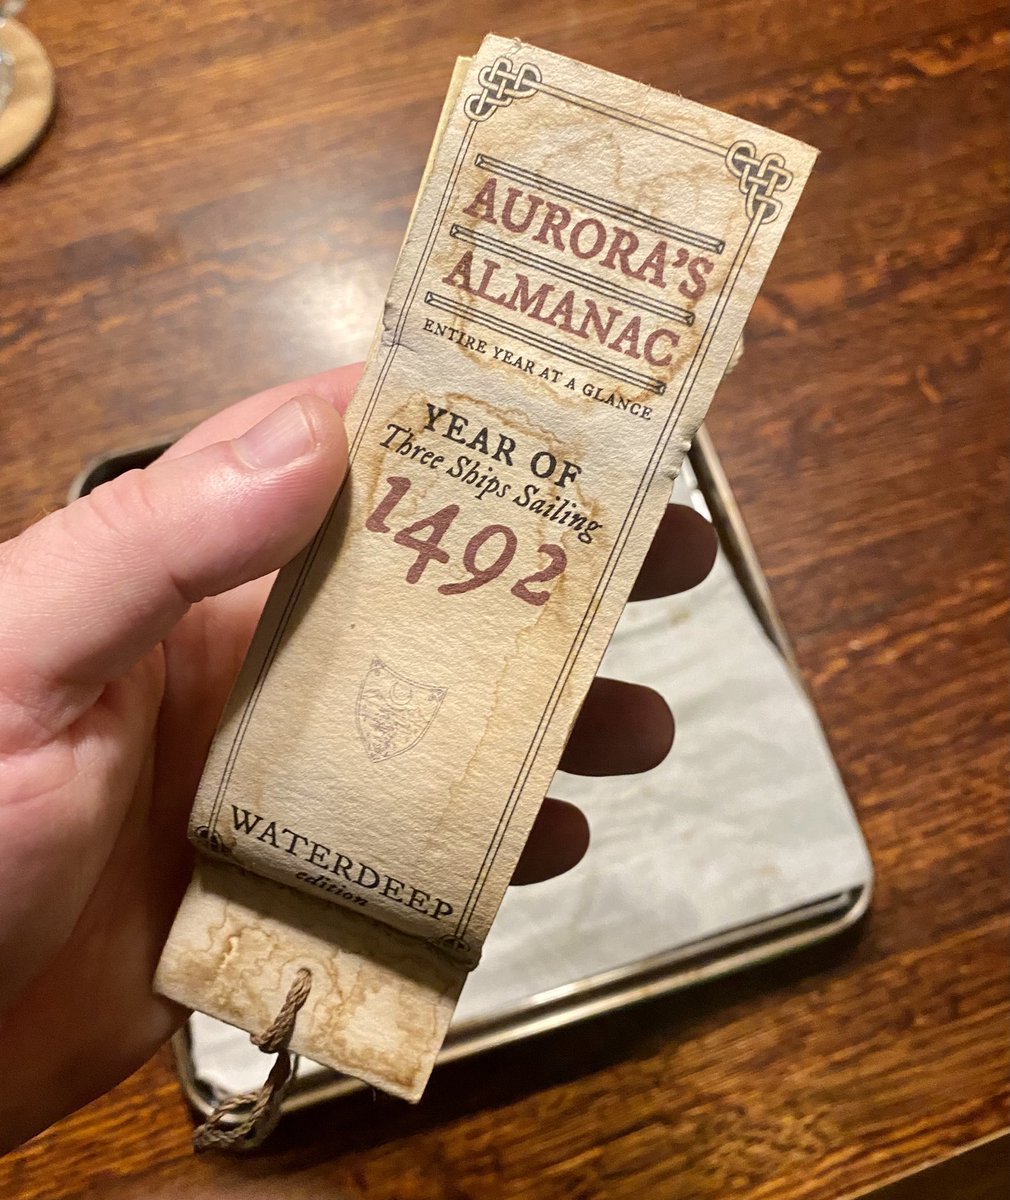 AURORA'S
ALMANAC
ENTIRE YEAR AT A GLANCE
YEAR OF
Three Ships Sailing
1492
WATERDEEP
edition